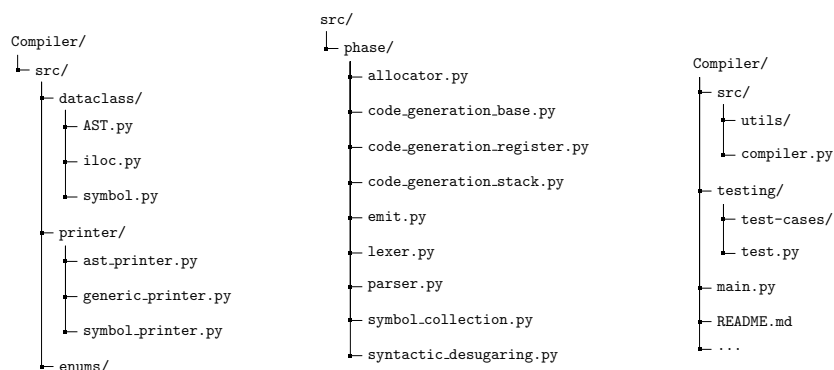 Compiler/
src/
dataclass/
AST.py
iloc.py
symbol.py
printer/
ast_printer.py
generic_printer.py
symbol_printer.py
enums/
src/
phase/
allocator.py
code_generation_base.py
code_generation_register.py
code_generation_stack.py
emit.py
lexer.py
parser.py
symbol_collection.py
syntactic_desugaring.py
Compiler/
src/
utils/
compiler.py
testing/
test-cases/
test.py
main.py
README.md
...